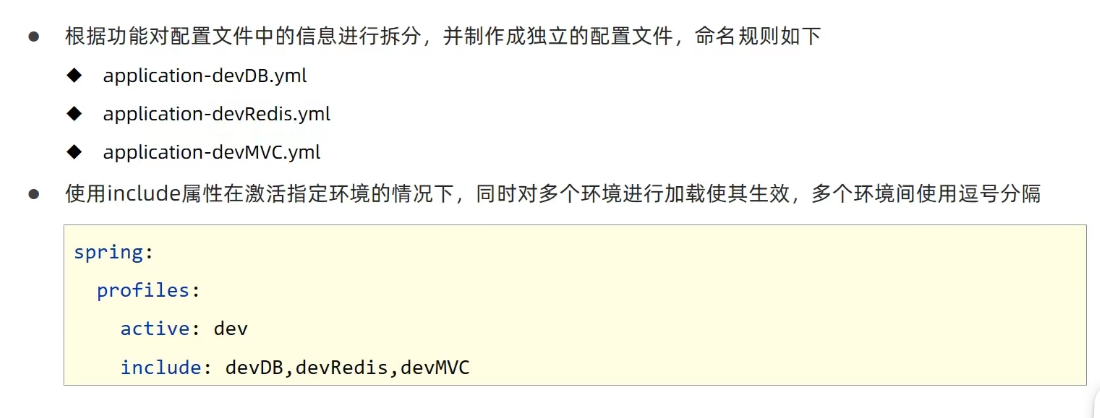 根据功能对配置文件中的信息进行拆分，并制作成独立的配置文件，命名规则如下
application-devDB.yml
application-devRedis.yml
application-devMVC.yml
使用include属性在激活指定环境的情况下，同时对多个环境进行加载使其生效，多个环境间使用逗号分隔
spring:
  profiles:
    active: dev
    include: devDB,devRedis,devMVC